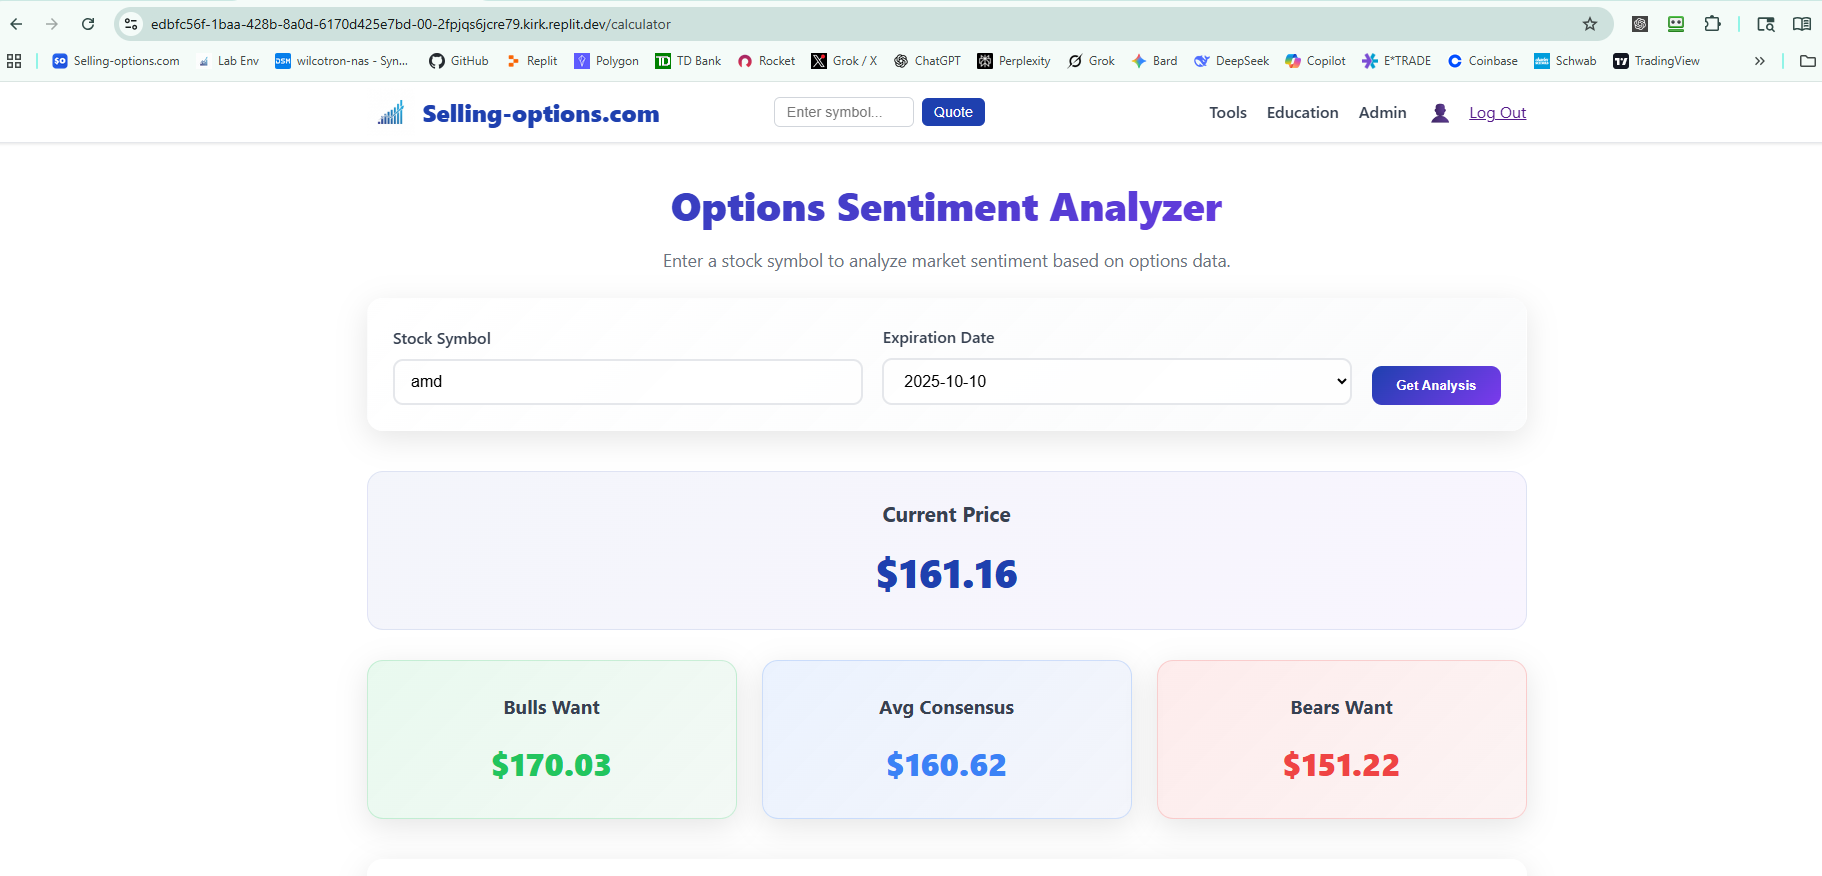 edbfc56f-1baa-428b-8a0d-6170d425e7bd-00-2fpjqs6jcre79.kirk.replit.dev/calculator
Selling-options.com Lab Env wilcotron-nas - Syn... GitHub Replit Polygon TD Bank Rocket Grok / X ChatGPT Perplexity Grok Bard DeepSeek Copilot E*TRADE Coinbase Schwab TradingView
Selling-options.com Enter symbol... Quote Tools Education Admin Log Out
Options Sentiment Analyzer
Enter a stock symbol to analyze market sentiment based on options data.
Stock Symbol Expiration Date
amd 2025-10-10 Get Analysis
Current Price
$161.16
Bulls Want Avg Consensus Bears Want
$170.03 $160.62 $151.22